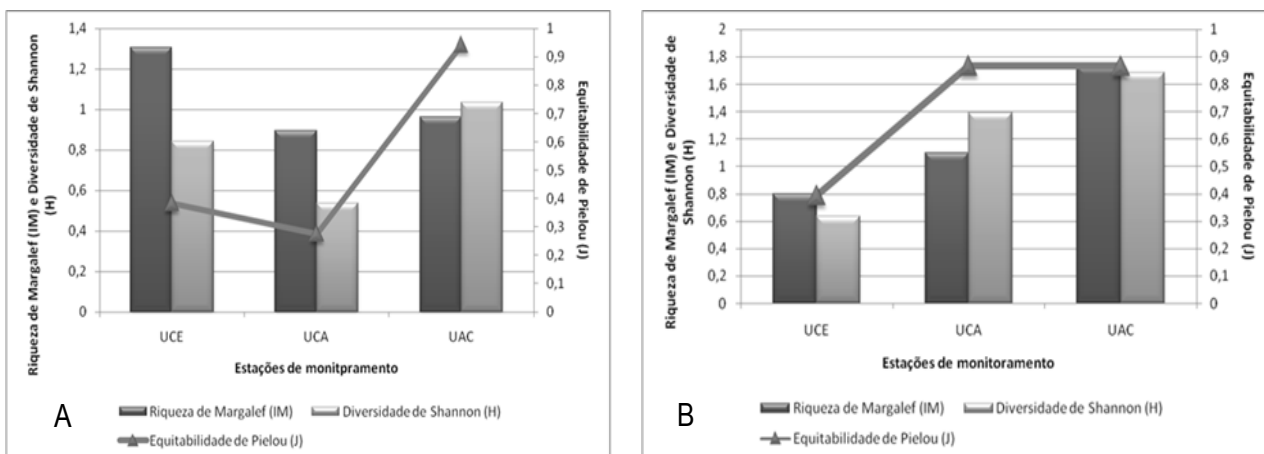 Riqueza de Margalef (IM) e Diversidade de Shannon
(H)
1,4
1,2
1
0,8
0,6
0,4
0,2
0
1
0,9
0,8
0,7
0,6
0,5
0,4
0,3
0,2
0,1
0
Equitabilidade de Pielou (J)
UCE UCA UAC
Estações de monitpramento
Riqueza de Margalef (IM) Diversidade de Shannon (H)
Equitabilidade de Pielou (J)
A
Riqueza de Margalef (IM) e Diversidade de
Shannon (H)
2
1,8
1,6
1,4
1,2
1
0,8
0,6
0,4
0,2
0
1
0,9
0,8
0,7
0,6
0,5
0,4
0,3
0,2
0,1
0
Equitabilidade de Pielou (J)
UCE UCA UAC
Estações de monitoramento
Riqueza de Margalef (IM) Diversidade de Shannon (H)
Equitabilidade de Pielou (J)
B